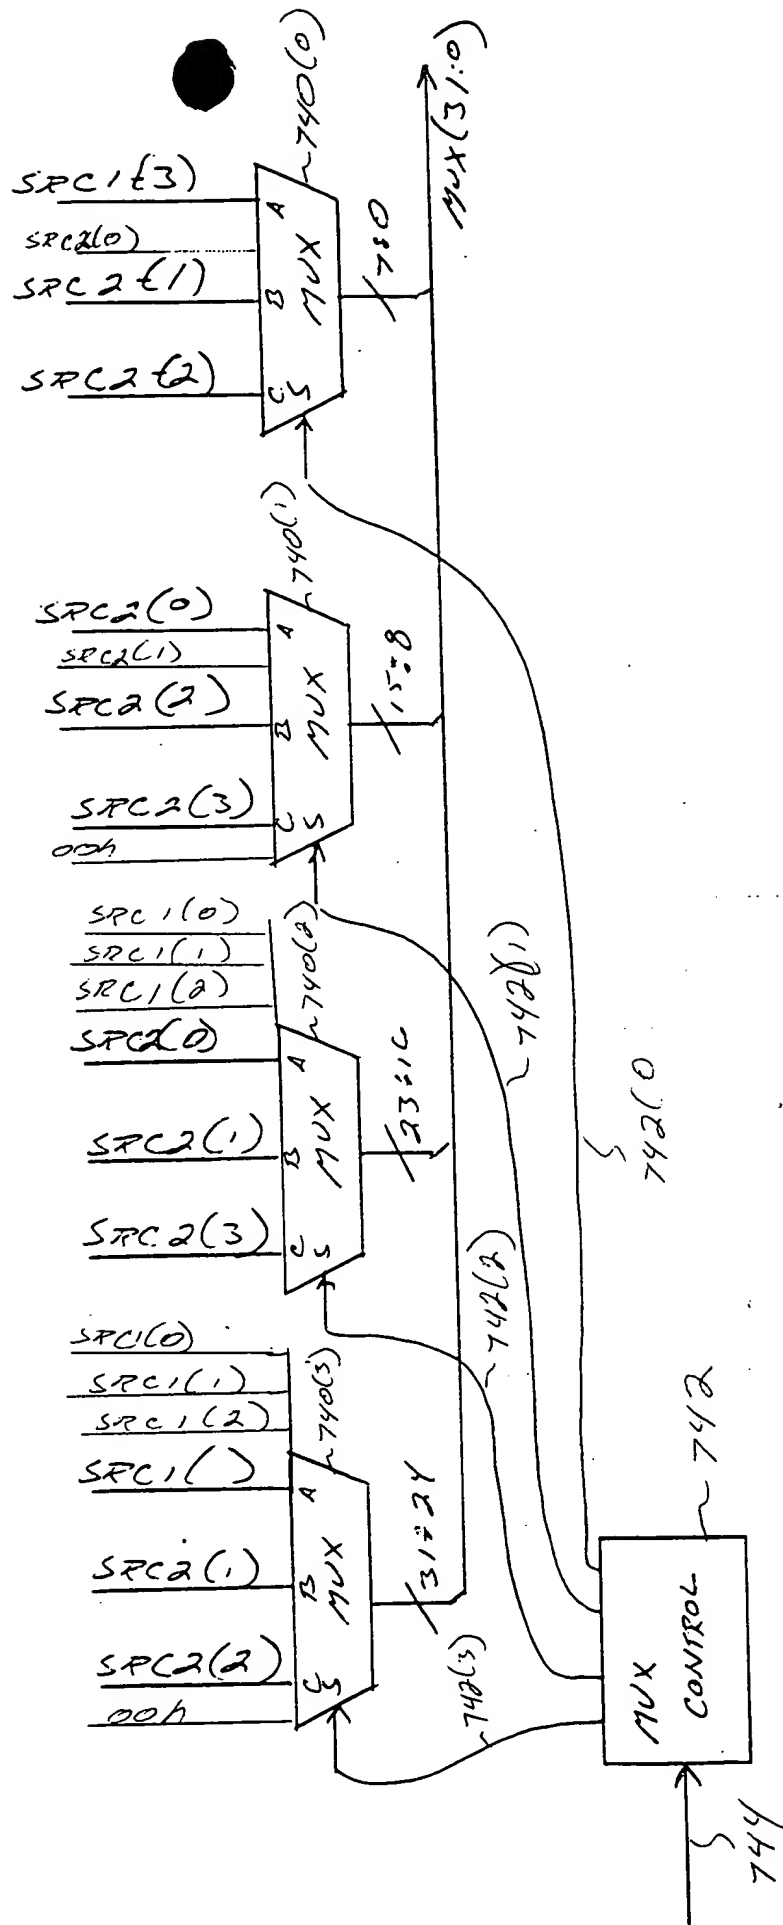 SRC1(3)
SRC2(0)
SRC2(1)
SRC2(2)
A
B
C
S
MUX
740(0)
7:0
MUX(31:0)
SRC2(0)
SRC2(1)
SRC2(2)
SRC2(3)
00h
A
B
C
S
MUX
740(1)
15:8
SRC1(0)
SRC1(1)
SRC1(2)
SRC2(0)
SRC2(1)
SRC2(3)
A
B
C
S
MUX
740(2)
23:16
742(1)
742(0
SRC1(0)
SRC1(1)
SRC1(2)
SRC1( )
SRC2(1)
SRC2(2)
00h
A
B
C
S
MUX
740(3)
31:24
742(2)
742(3)
MUX
CONTROL
742
744